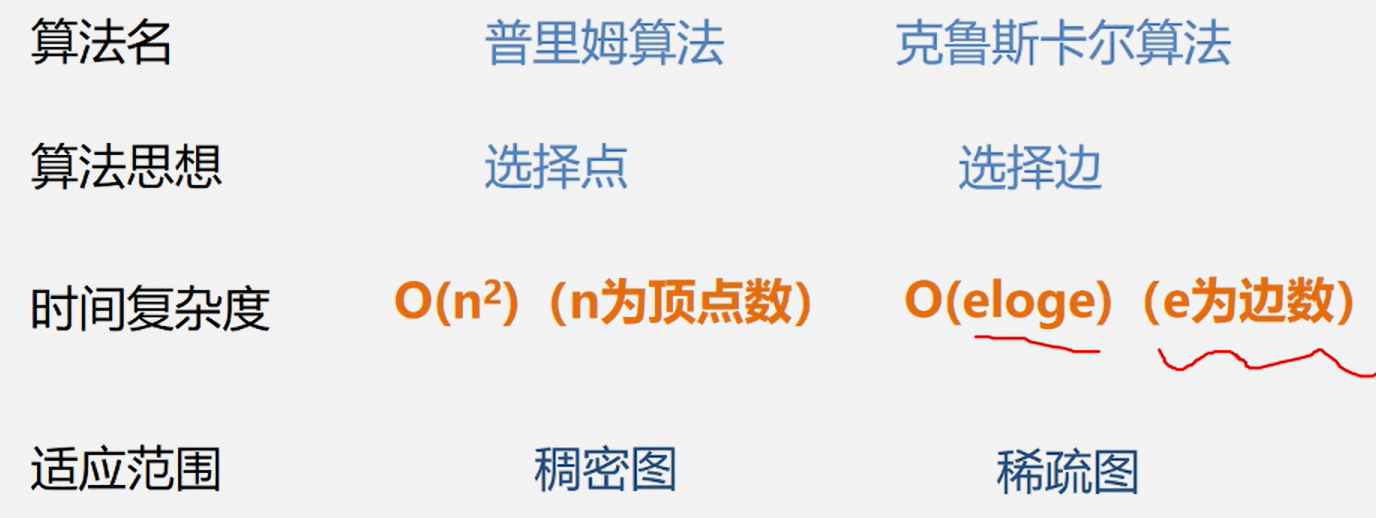 算法名 普里姆算法 克鲁斯卡尔算法
算法思想 选择点 选择边
时间复杂度 O(n²)（n为顶点数） O(eloge)（e为边数）
适应范围 稠密图 稀疏图